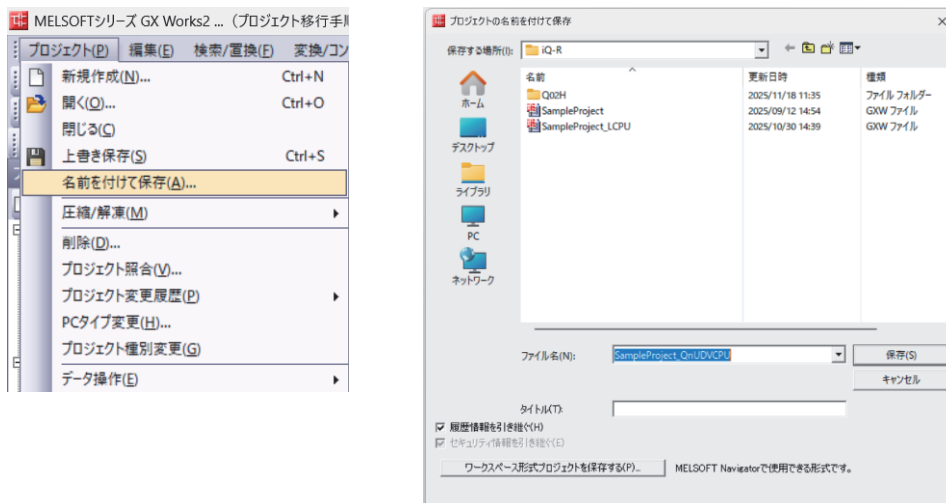 MELSOFTシリーズ GX Works2 ... (プロジェクト移行手順
プロジェクト(P) 編集(E) 検索/置換(F) 変換/コン
新規作成(N)... Ctrl+N
開く(O)... Ctrl+O
閉じる(C)
上書き保存(S) Ctrl+S
名前を付けて保存(A)...
圧縮/解凍(M)
削除(D)...
プロジェクト照合(V)...
プロジェクト変更履歴(P)
PCタイプ変更(H)...
プロジェクト種別変更(G)
データ操作(E)
プロジェクトの名前を付けて保存
保存する場所(I): iQ-R
名前 更新日時 種類
Q02H 2025/11/18 11:35 ファイル フォルダー
SampleProject 2025/09/12 14:54 GXW ファイル
SampleProject_LCPU 2025/10/30 14:39 GXW ファイル
ホーム
デスクトップ
ライブラリ
PC
ネットワーク
ファイル名(N): SampleProject_QnUDVCPU 保存(S)
キャンセル
タイトル(T):
履歴情報を引き継ぐ(H)
セキュリティ情報を引き継ぐ(E)
ワークスペース形式プロジェクトを保存する(P)... MELSOFT Navigatorで使用できる形式です。